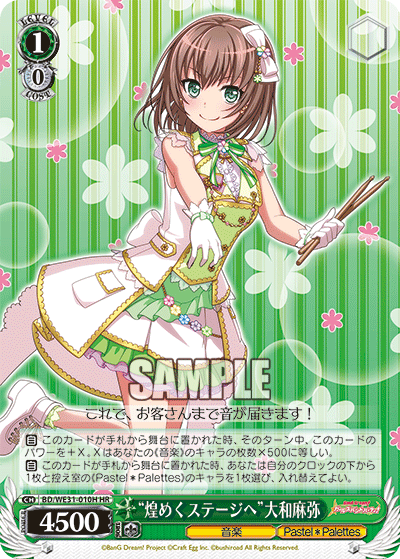 LEVEL
1
0
COST
SAMPLE
これで、お客さんまで音が届きます!
自 このカードが手札から舞台に置かれた時、そのターン中、このカードの
パワーを+X。Xはあなたの《音楽》のキャラの枚数×500に等しい。
自 このカードが手札から舞台に置かれた時、あなたは自分のクロックの下から
1枚と控え室の《Pastel*Palettes》のキャラを1枚選び、入れ替える。
CH BD/WE31-010H HR
4500
“煌めくステージへ”大和麻弥
音楽
Pastel*Palettes
©BanG Dream! Project ©Craft Egg Inc. ©bushiroad All Rights Reserved.